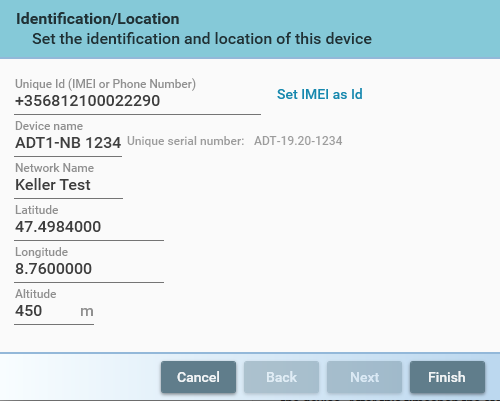 Identification/Location
Set the identification and location of this device
Unique Id (IMEI or Phone Number)
+356812100022290
Set IMEI as Id
Device name
ADT1-NB 1234 Unique serial number: ADT-19.20-1234
Network Name
Keller Test
Latitude
47.4984000
Longitude
8.7600000
Altitude
450 m
Cancel Back Next Finish